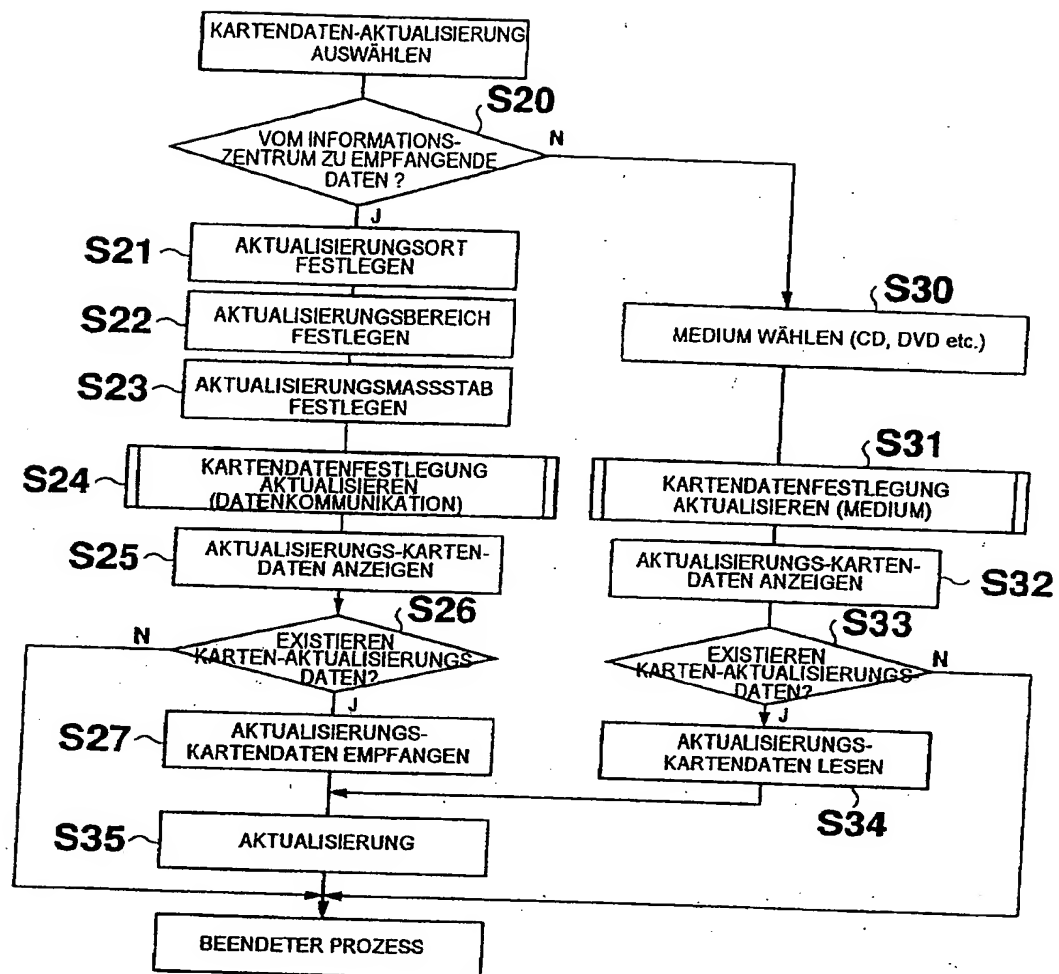 KARTENDATEN-AKTUALISIERUNG
AUSWÄHLEN
S20
N
VOM INFORMATIONS-
ZENTRUM ZU EMPFANGENDE
DATEN ?
J
S21
AKTUALISIERUNGSORT
FESTLEGEN
S22
AKTUALISIERUNGSBEREICH
FESTLEGEN
S23
AKTUALISIERUNGSMASSSTAB
FESTLEGEN
S24
KARTENDATENFESTLEGUNG
AKTUALISIEREN
(DATENKOMMUNIKATION)
S25
AKTUALISIERUNGS-KARTEN-
DATEN ANZEIGEN
S26
N
EXISTIEREN
KARTEN-AKTUALISIERUNGS
DATEN?
J
S27
AKTUALISIERUNGS-
KARTENDATEN EMPFANGEN
S30
MEDIUM WÄHLEN (CD, DVD etc.)
S31
KARTENDATENFESTLEGUNG
AKTUALISIEREN (MEDIUM)
AKTUALISIERUNGS-KARTEN-
DATEN ANZEIGEN
S32
S33
EXISTIEREN
KARTEN-AKTUALISIERUNGS-
DATEN?
N
J
AKTUALISIERUNGS-
KARTENDATEN LESEN
S34
S35
AKTUALISIERUNG
BEENDETER PROZESS